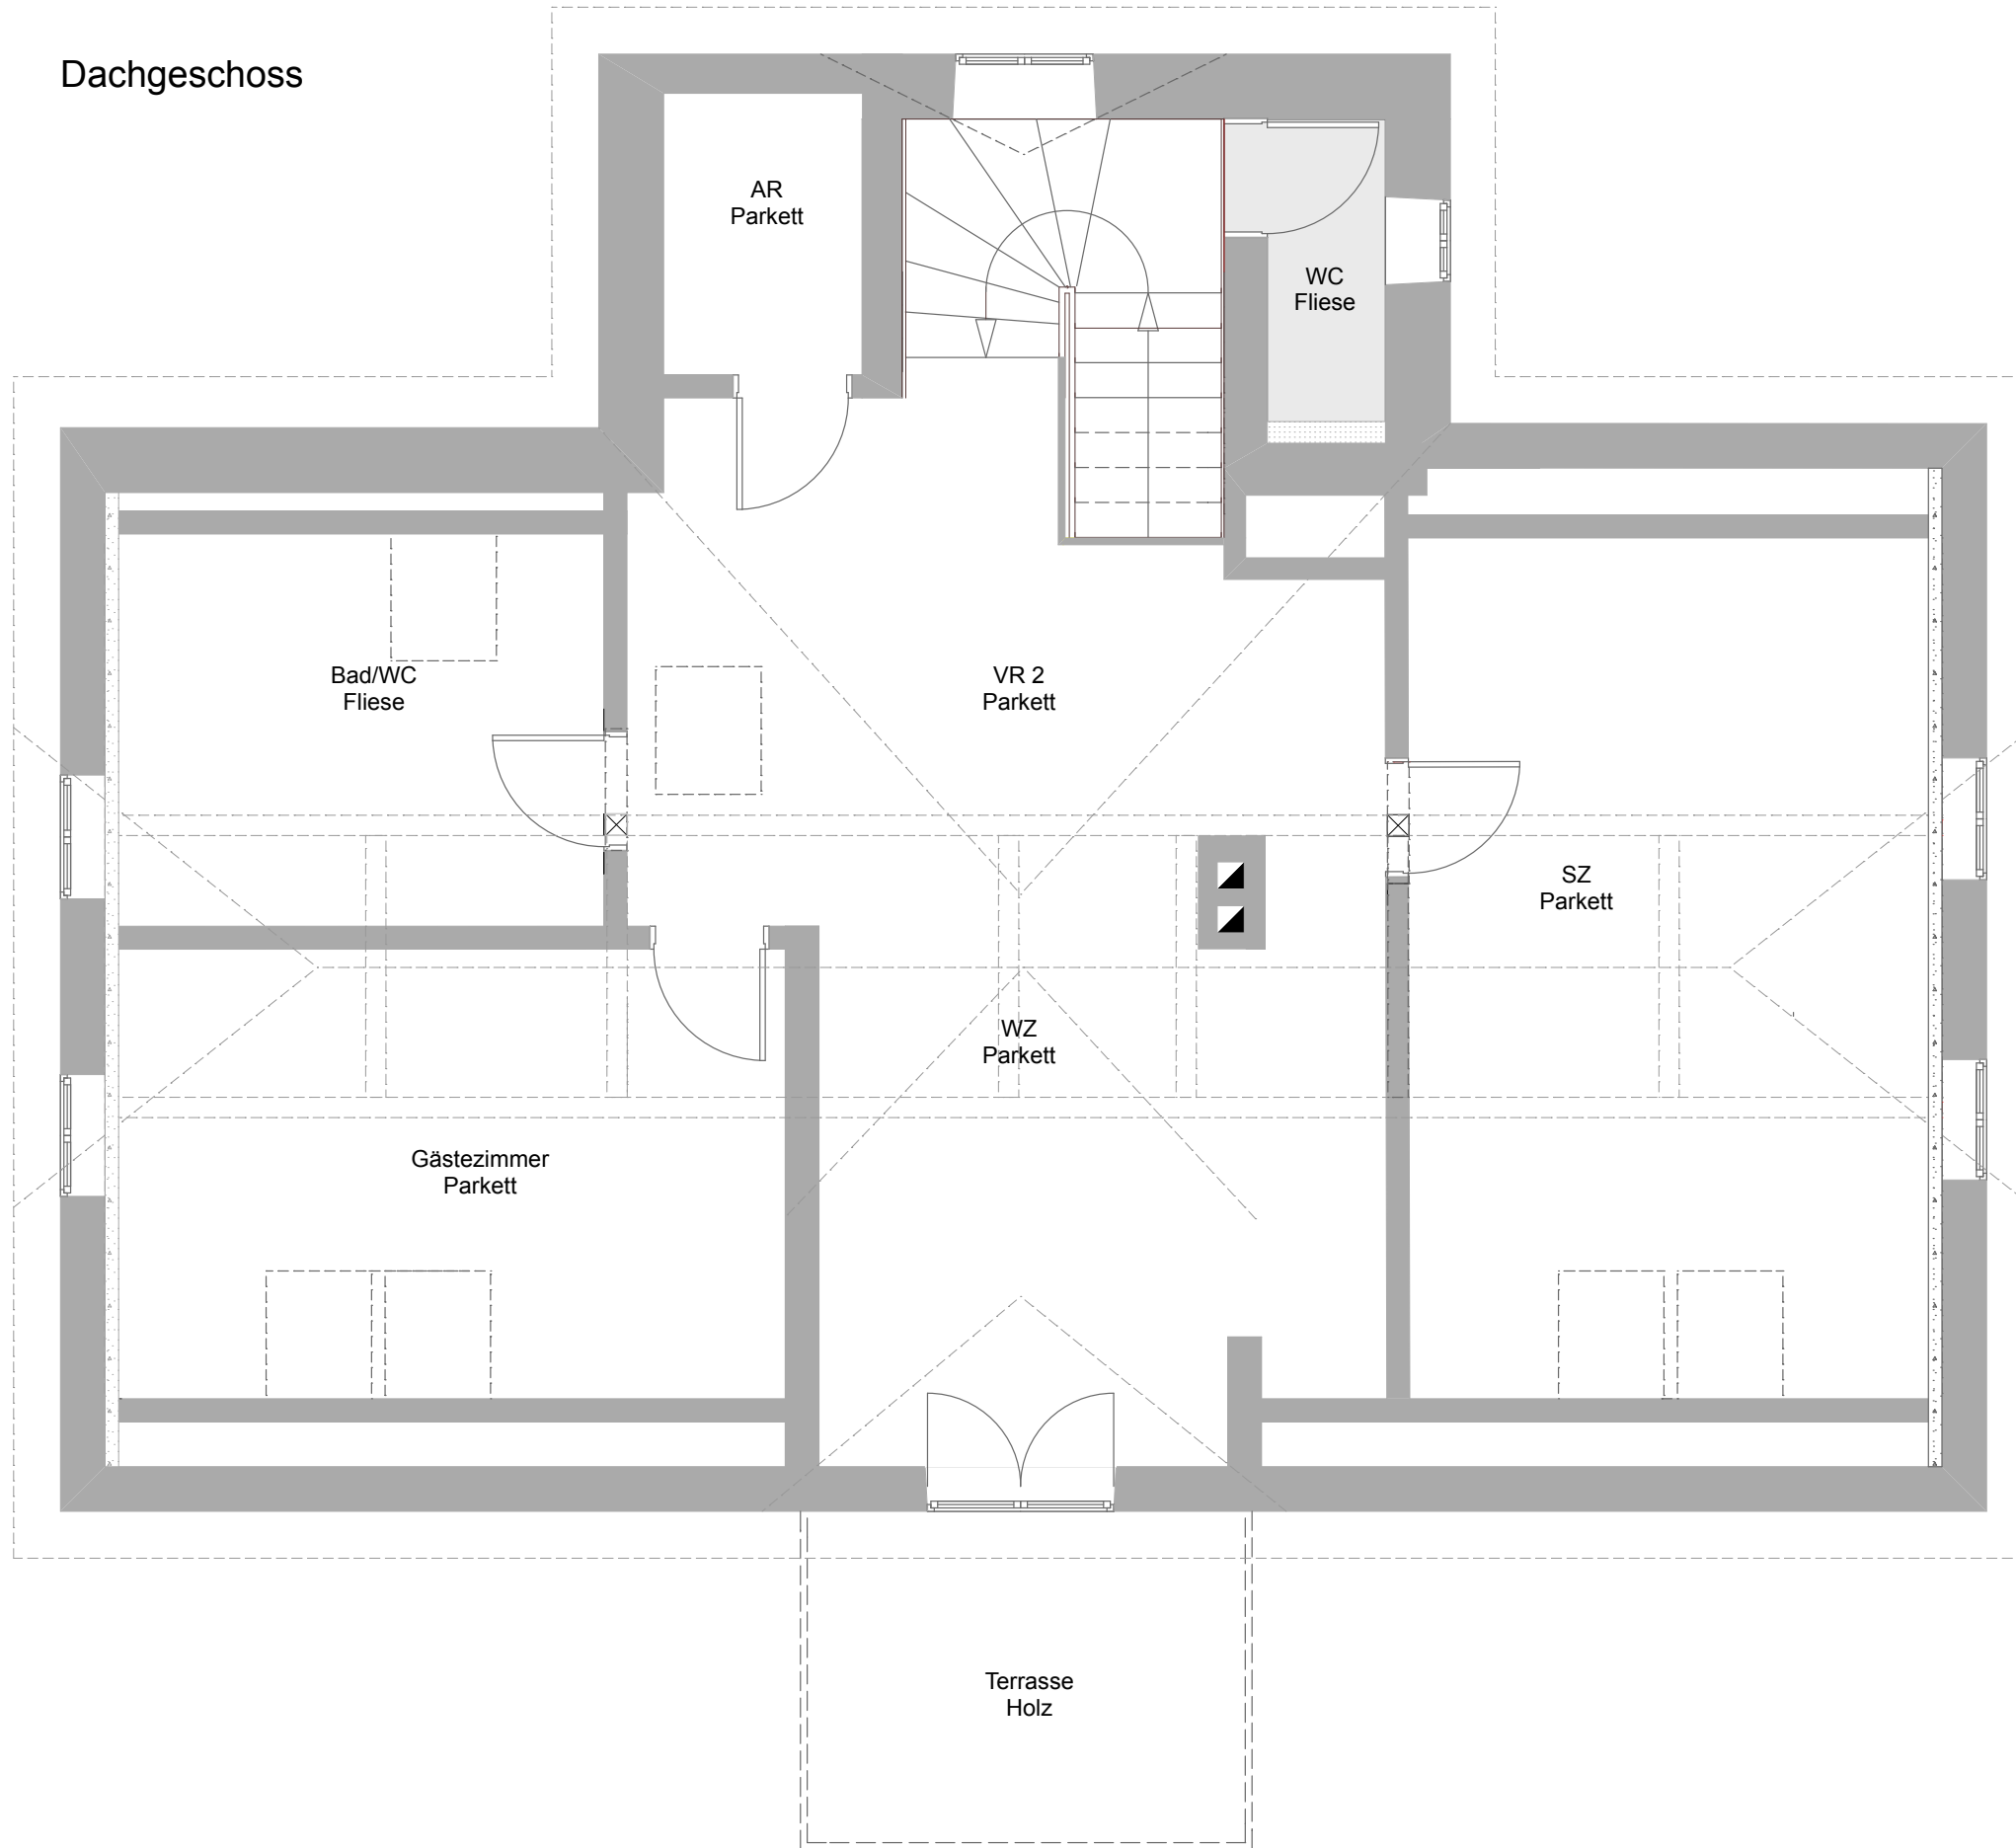 Dachgeschoss
AR
Parkett
WC
Fliese
Bad/WC
Fliese
VR 2
Parkett
SZ
Parkett
WZ
Parkett
Gästezimmer
Parkett
Terrasse
Holz